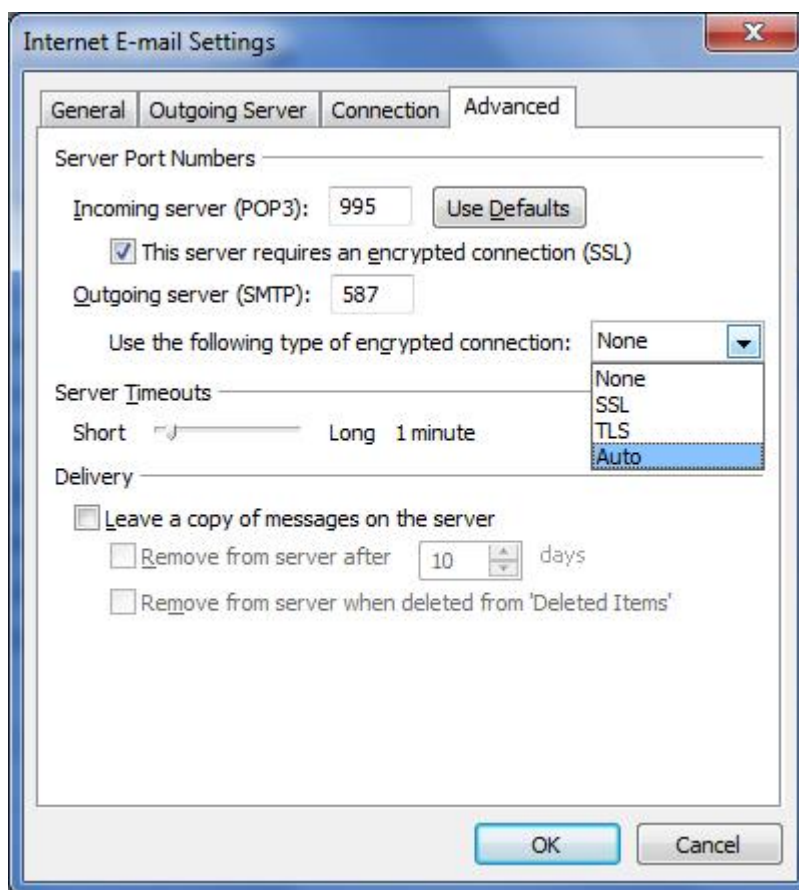 Internet E-mail Settings
General Outgoing Server Connection Advanced
Server Port Numbers
Incoming server (POP3): 995 Use Defaults
This server requires an encrypted connection (SSL)
Outgoing server (SMTP): 587
Use the following type of encrypted connection: None
None
SSL
TLS
Auto
Server Timeouts
Short Long 1 minute
Delivery
Leave a copy of messages on the server
Remove from server after 10 days
Remove from server when deleted from 'Deleted Items'
OK Cancel